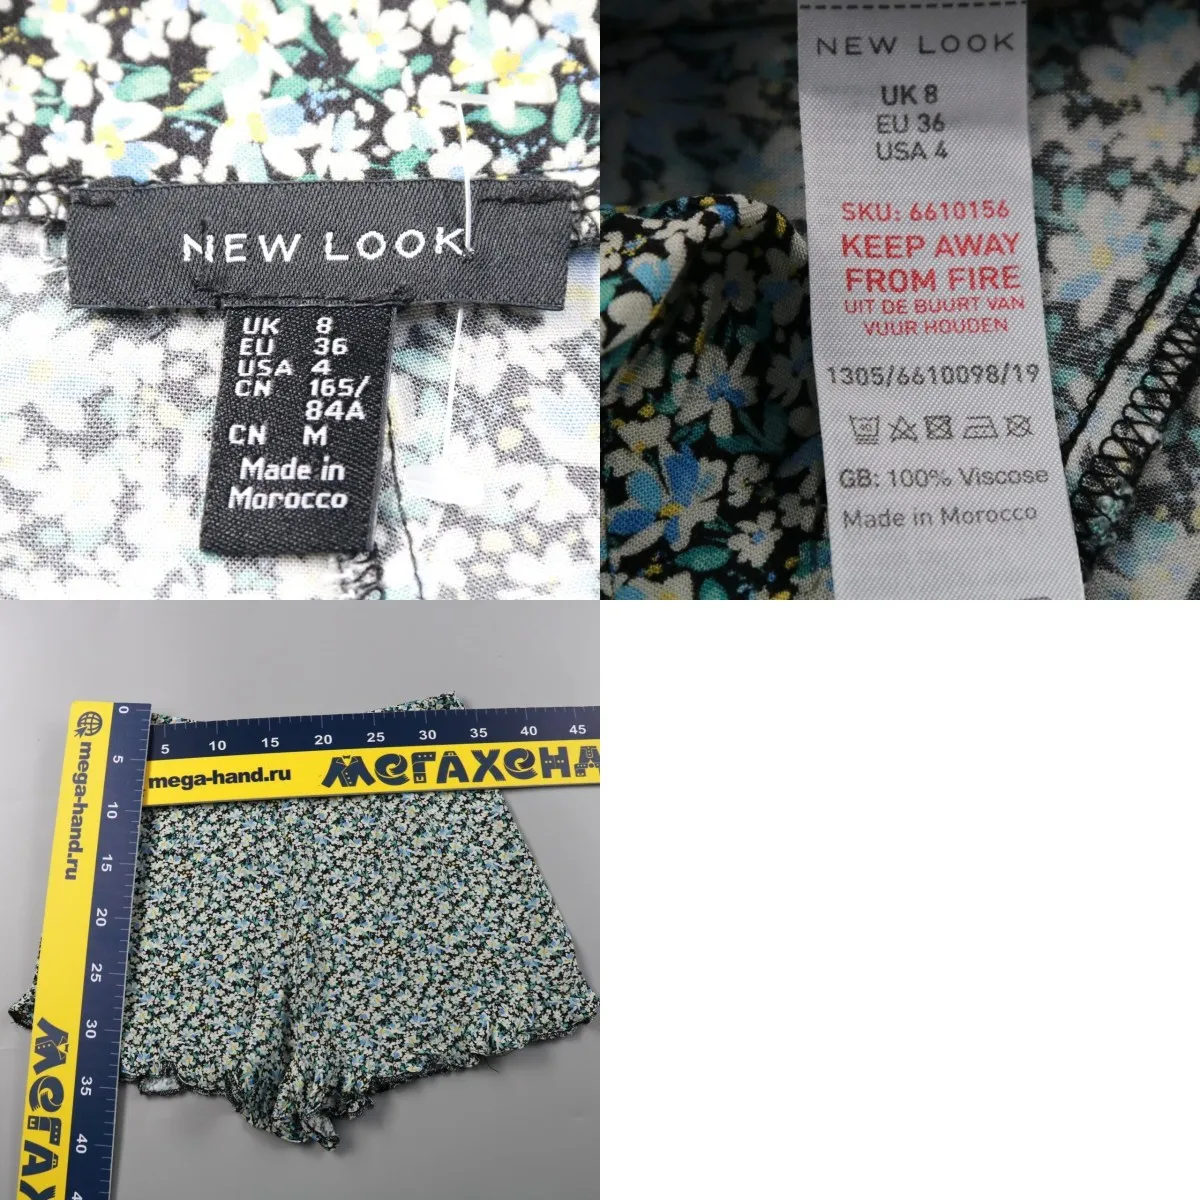 NEW LOOK
UK 8
EU 36
USA 4
CN 165/
84A
CN M
Made in
Morocco
NEW LOOK
UK 8
EU 36
USA 4
SKU: 6610156
KEEP AWAY
FROM FIRE
UIT DE BUURT VAN
VUUR HOUDEN
1305/6610098/19
GB: 100% Viscose
Made in Morocco
5 10 15 20 25 30 35 40 45
mega-hand.ru МЕГАХЕНД
0 5 10 15 20 25 30 35 40
mega-hand.ru МЕГАХ